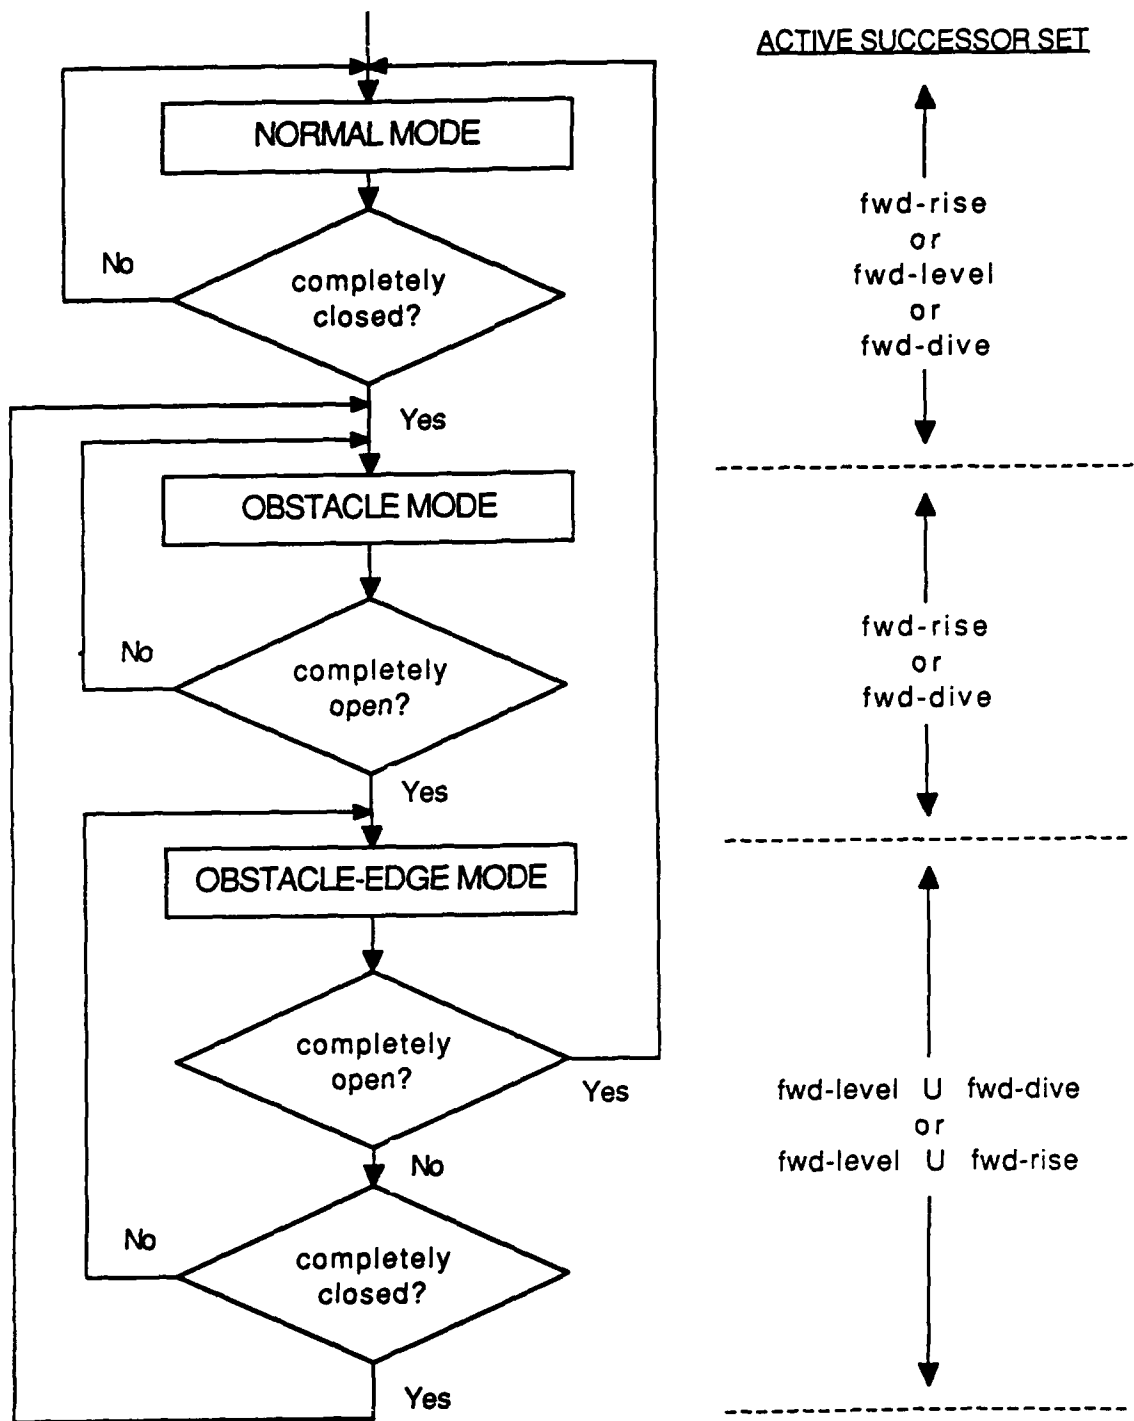 ACTIVE SUCCESSOR SET
NORMAL MODE
fwd-rise
or
fwd-level
or
fwd-dive
No
completely
closed?
Yes
OBSTACLE MODE
fwd-rise
or
fwd-dive
No
completely
open?
Yes
OBSTACLE-EDGE MODE
completely
open?
Yes
fwd-level U fwd-dive
or
fwd-level U fwd-rise
No
No
completely
closed?
Yes